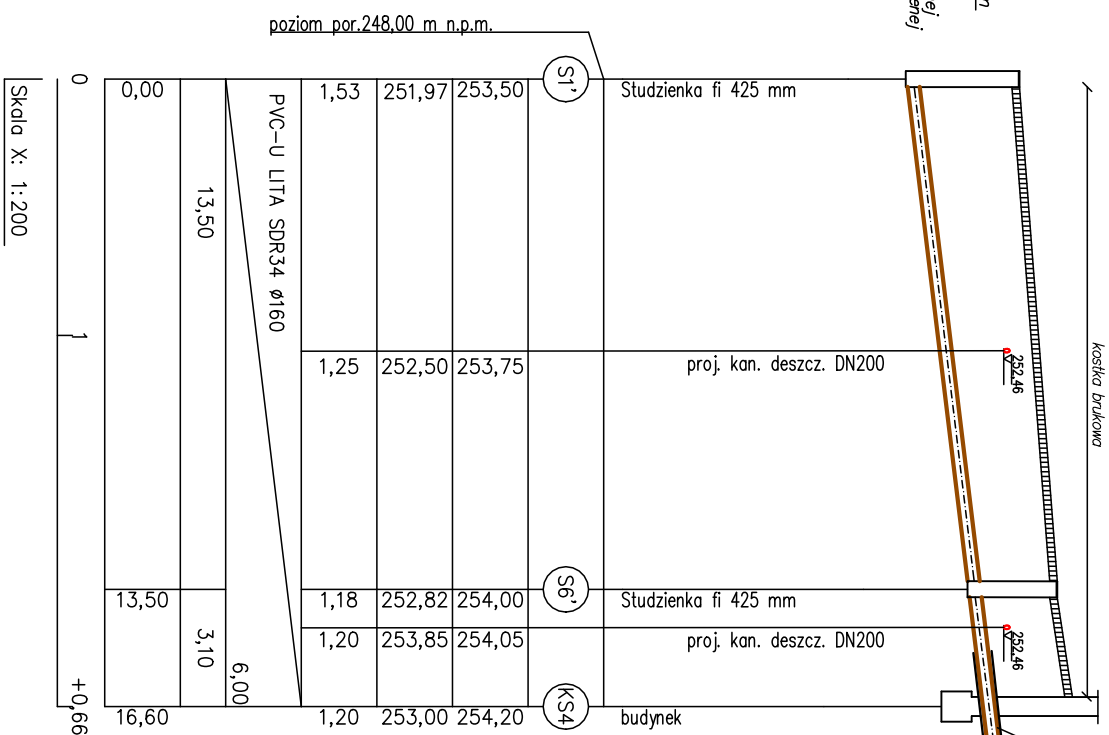 poziom por.248,00 m n.p.m.
0
0,00
1,53
251,97
253,50
S1'
Studzienka fi 425 mm
Skala X: 1:200
13,50
PVC-U LITA SDR34 ø160
1
1,25
252,50
253,75
proj. kan. deszcz. DN200
252,46
kostka brukowa
13,50
1,18
252,82
254,00
S6'
Studzienka fi 425 mm
3,10
1,20
253,85
254,05
proj. kan. deszcz. DN200
252,46
6,00
+0,66
16,60
1,20
253,00
254,20
KS4
budynek